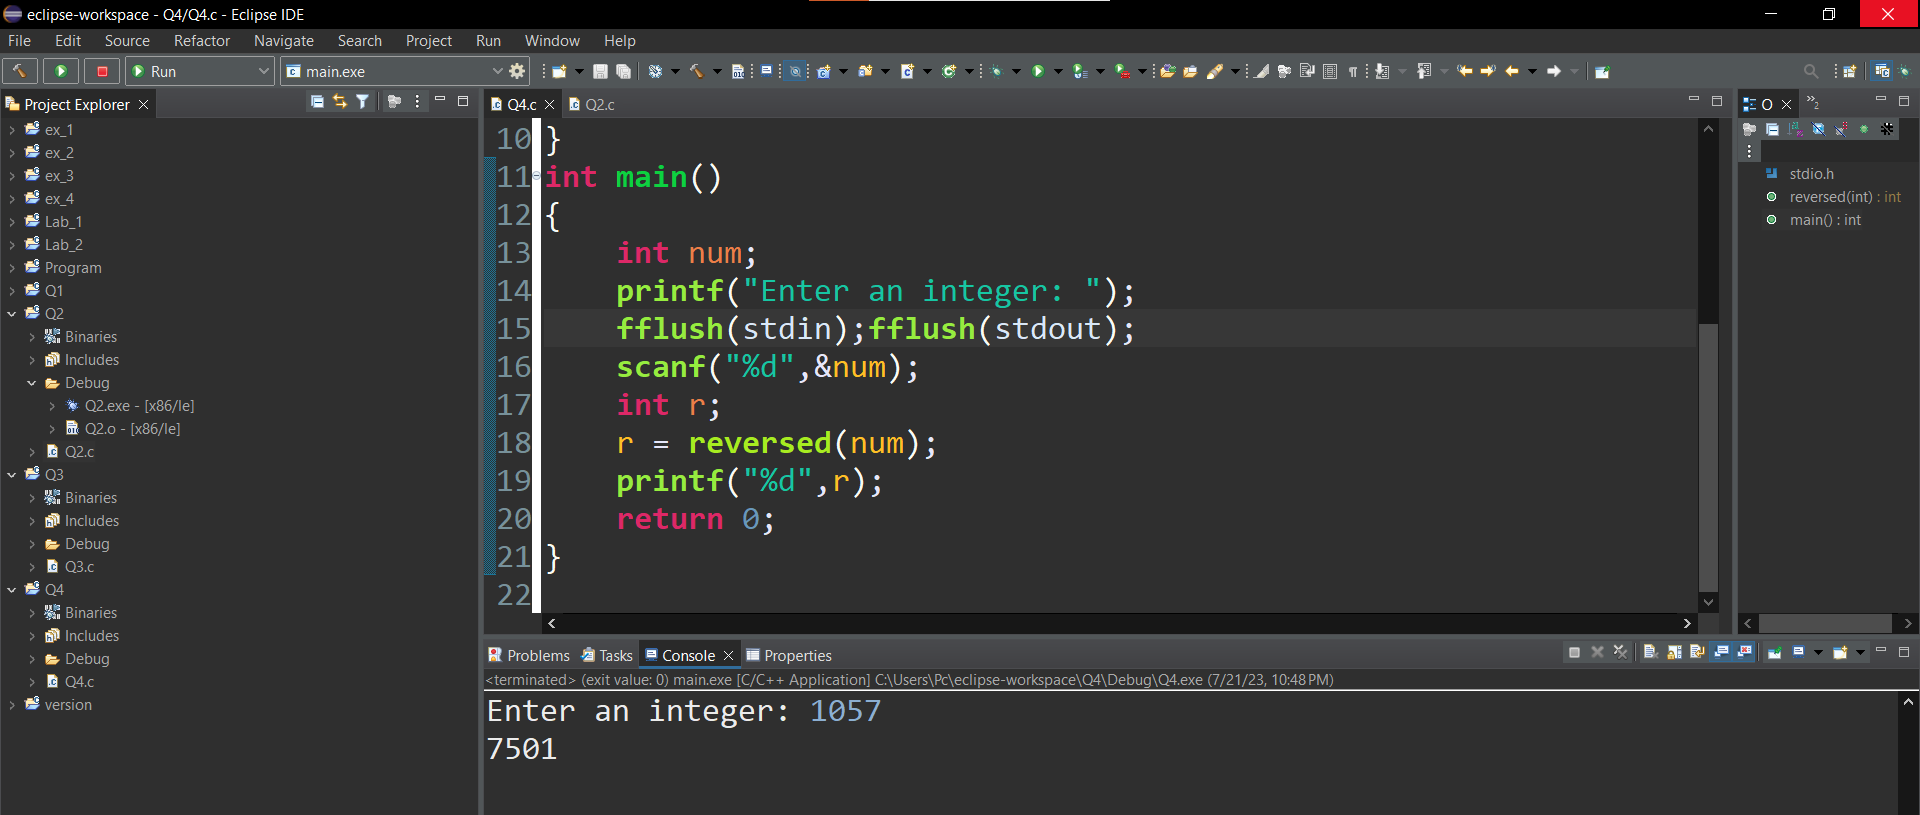 eclipse-workspace - Q4/Q4.c - Eclipse IDE
File Edit Source Refactor Navigate Search Project Run Window Help
Run main.exe
Project Explorer
ex_1
ex_2
ex_3
ex_4
Lab_1
Lab_2
Program
Q1
Q2
Binaries
Includes
Debug
Q2.exe - [x86/le]
Q2.o - [x86/le]
Q2.c
Q3
Binaries
Includes
Debug
Q3.c
Q4
Binaries
Includes
Debug
Q4.c
version
Q4.c Q2.c
10 }
11 int main()
12 {
13 int num;
14 printf("Enter an integer: ");
15 fflush(stdin);fflush(stdout);
16 scanf("%d",&num);
17 int r;
18 r = reversed(num);
19 printf("%d",r);
20 return 0;
21 }
22
O »2
stdio.h
reversed(int) : int
main() : int
Problems Tasks Console Properties
<terminated> (exit value: 0) main.exe [C/C++ Application] C:\Users\Pc\eclipse-workspace\Q4\Debug\Q4.exe (7/21/23, 10:48 PM)
Enter an integer: 1057
7501